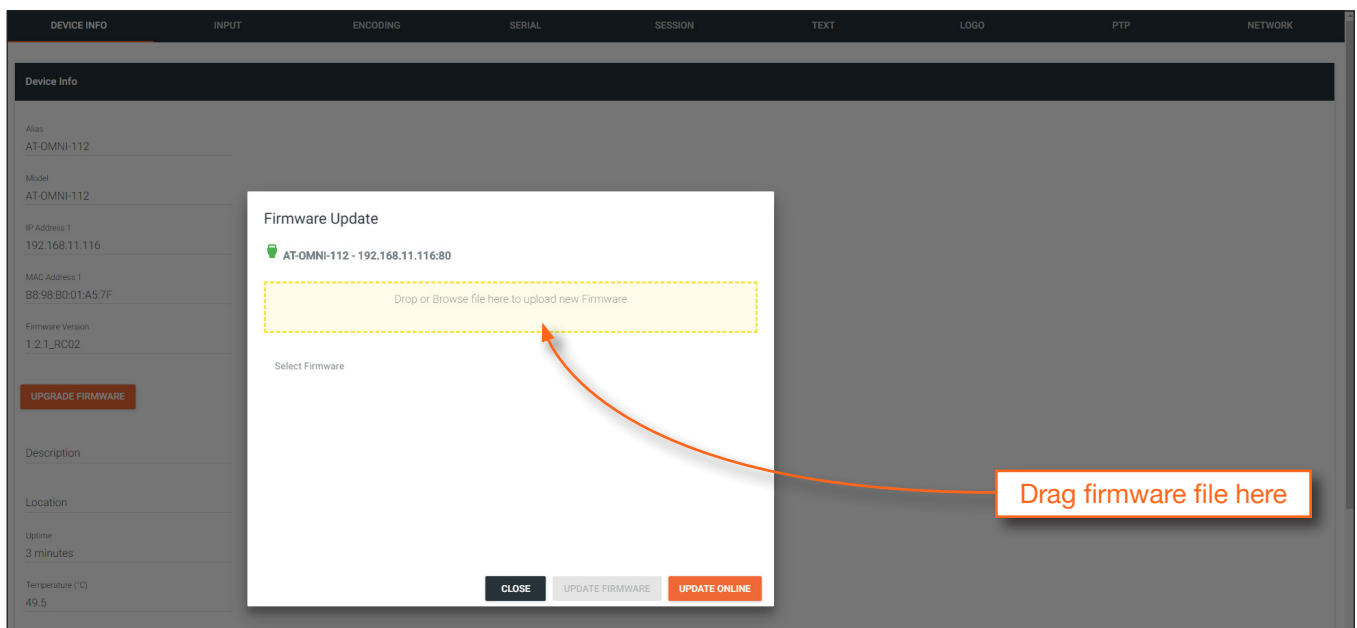 DEVICE INFO INPUT ENCODING SERIAL SESSION TEXT LOGO PTP NETWORK
Device Info
Alias
AT-OMNI-112
Model
AT-OMNI-112
IP Address 1
192.168.11.116
MAC Address 1
B8:98:B0:01:A5:7F
Firmware Version
1.2.1_RC02
UPGRADE FIRMWARE
Description
Location
Uptime
3 minutes
Temperature (°C)
49.5
Firmware Update
AT-OMNI-112 - 192.168.11.116:80
Drop or Browse file here to upload new Firmware
Select Firmware
CLOSE UPDATE FIRMWARE UPDATE ONLINE
Drag firmware file here